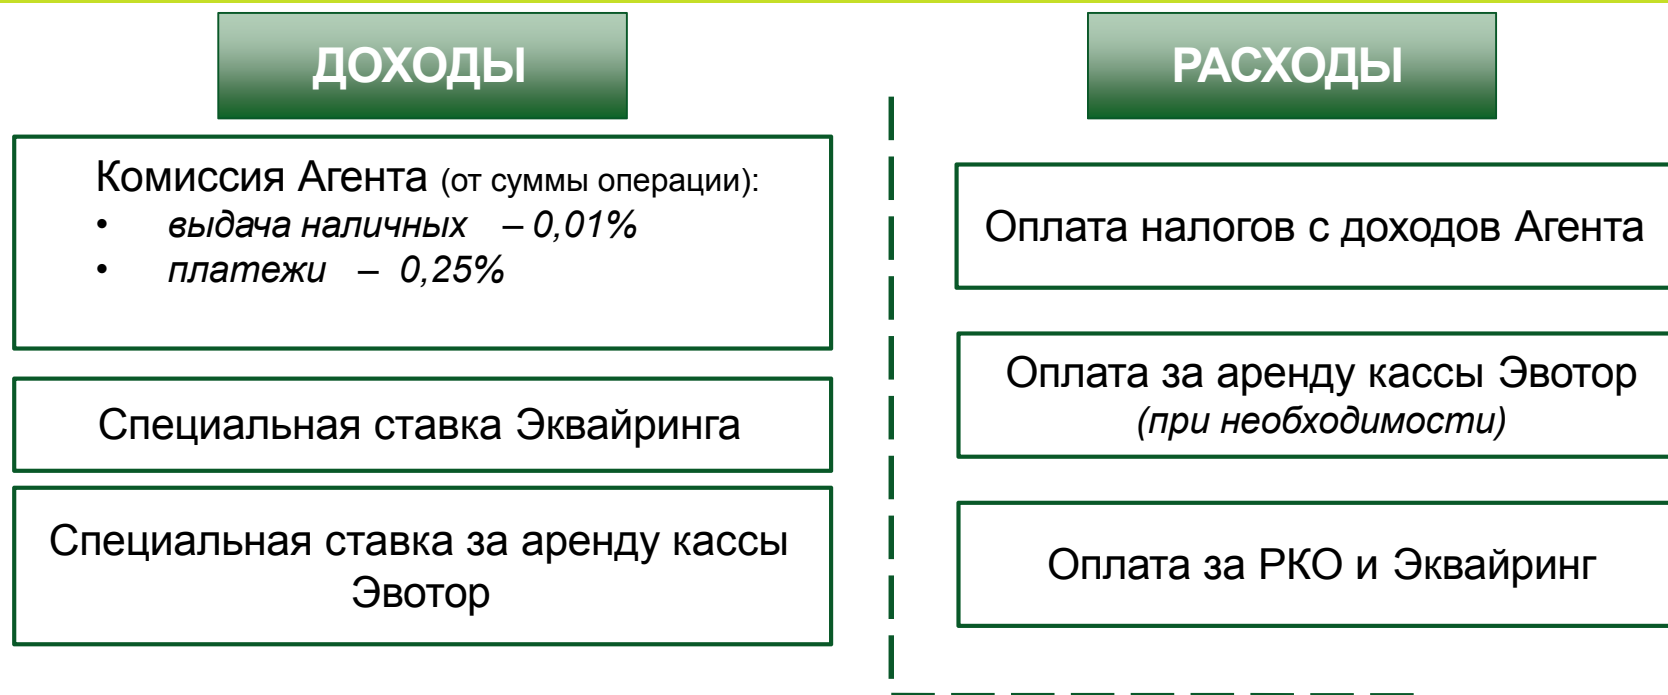 ДОХОДЫ
Комиссия Агента (от суммы операции):
• выдача наличных – 0,01%
• платежи – 0,25%
Специальная ставка Эквайринга
Специальная ставка за аренду кассы
Эвотор
РАСХОДЫ
Оплата налогов с доходов Агента
Оплата за аренду кассы Эвотор
(при необходимости)
Оплата за РКО и Эквайринг